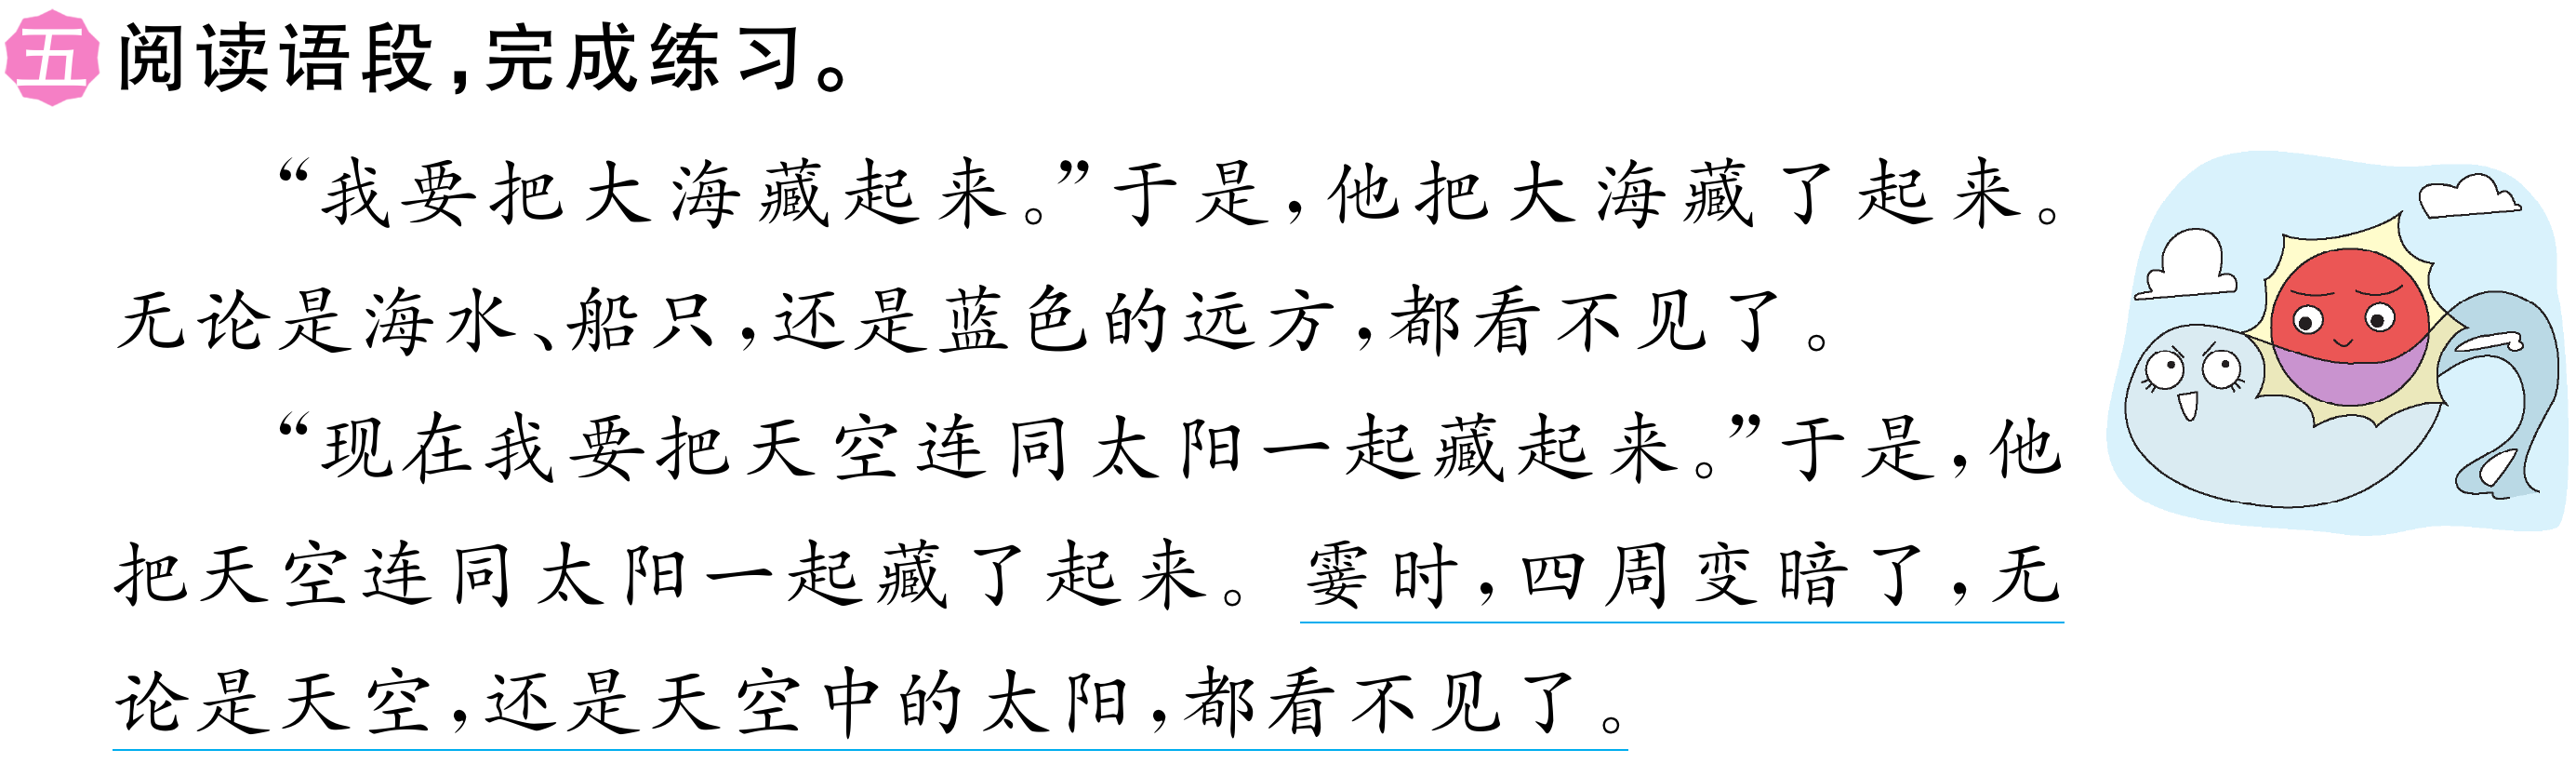 五 阅读语段,完成练习。
“我要把大海藏起来。”于是,他把大海藏了起来。
无论是海水、船只,还是蓝色的远方,都看不见了。
“现在我要把天空连同太阳一起藏起来。”于是,他
把天空连同太阳一起藏了起来。霎时,四周变暗了,无
论是天空,还是天空中的太阳,都看不见了。